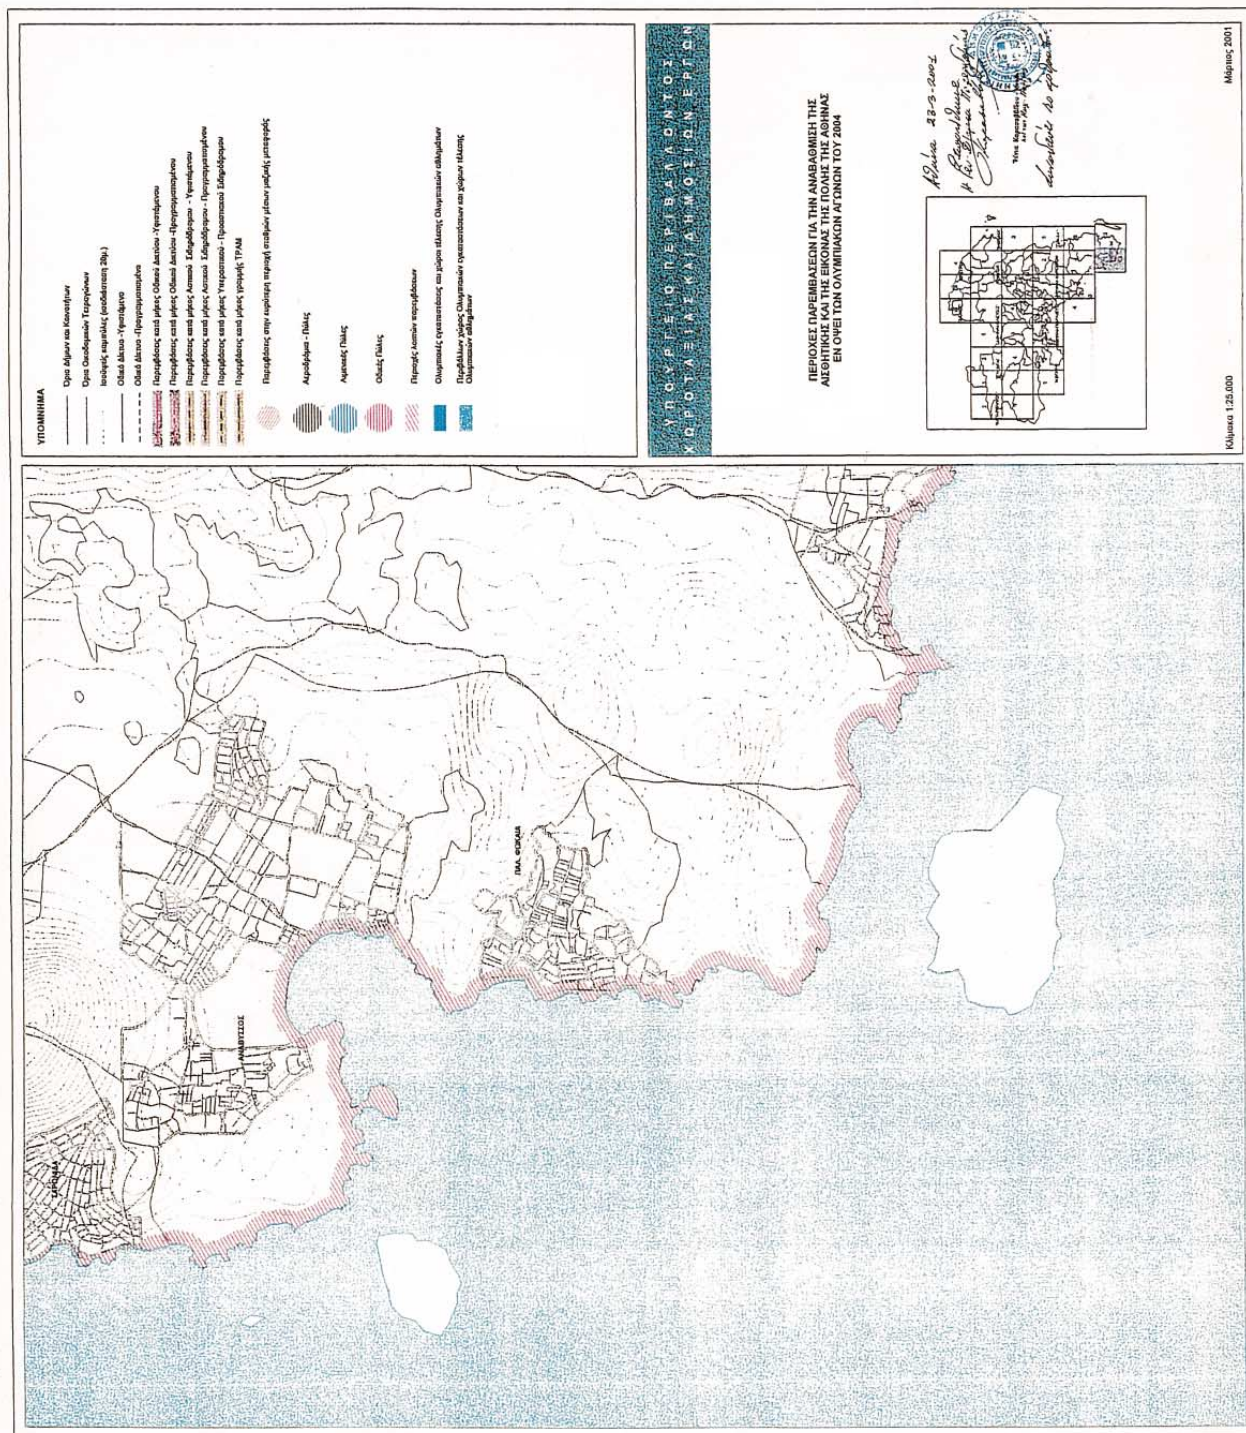 ΥΠΟΜΝΗΜΑ
Όρια Δήμων και Κοινοτήτων
Όρια Οικοδομικών Τετραγώνων
Ισοϋψείς καμπύλες (ισοδιάσταση 20μ.)
Οδικό Δίκτυο -Υφιστάμενο
Οδικό Δίκτυο -Προγραμματισμένο
Παρεμβάσεις κατά μήκος Οδικού Δικτύου -Υφιστάμενου
Παρεμβάσεις κατά μήκος Οδικού Δικτύου -Προγραμματισμένου
Παρεμβάσεις κατά μήκος Αστικού Σιδηρόδρομου - Υφιστάμενου
Παρεμβάσεις κατά μήκος Αστικού Σιδηρόδρομου - Προγραμματισμένου
Παρεμβάσεις κατά μήκος Υπεραστικού - Προαστιακού Σιδηρόδρομου
Παρεμβάσεις κατά μήκος γραμμής ΤΡΑΜ
Παρεμβάσεις στην ευρύτερη περιοχή σταθμών μέσων μαζικής μεταφοράς
Αεροδρόμια - Πύλες
Λιμενικές Πύλες
Οδικές Πύλες
Περιοχές λοιπών παρεμβάσεων
Ολυμπιακές εγκαταστάσεις και χώροι τέλεσης Ολυμπιακών αθλημάτων
Περιβάλλων χώρος Ολυμπιακών εγκαταστάσεων και χώρων τέλεσης
Ολυμπιακών αθλημάτων
ΥΠΟΥΡΓΕΙΟ ΠΕΡΙΒΑΛΛΟΝΤΟΣ
ΧΩΡΟΤΑΞΙΑΣ ΚΑΙ ΔΗΜΟΣΙΩΝ ΕΡΓΩΝ
ΠΕΡΙΟΧΕΣ ΠΑΡΕΜΒΑΣΕΩΝ ΓΙΑ ΤΗΝ ΑΝΑΒΑΘΜΙΣΗ ΤΗΣ
ΑΙΣΘΗΤΙΚΗΣ ΚΑΙ ΤΗΣ ΕΙΚΟΝΑΣ ΤΗΣ ΠΟΛΗΣ ΤΗΣ ΑΘΗΝΑΣ
ΕΝ ΟΨΕΙ ΤΩΝ ΟΛΥΜΠΙΑΚΩΝ ΑΓΩΝΩΝ ΤΟΥ 2004
Αθήνα 23-3-2001
Κλίμακα 1:25.000
Μάρτιος 2001
ΣΑΡΩΝΙΔΑ
ΑΝΑΒΥΣΣΟΣ
ΠΑΛ. ΦΩΚΑΙΑ